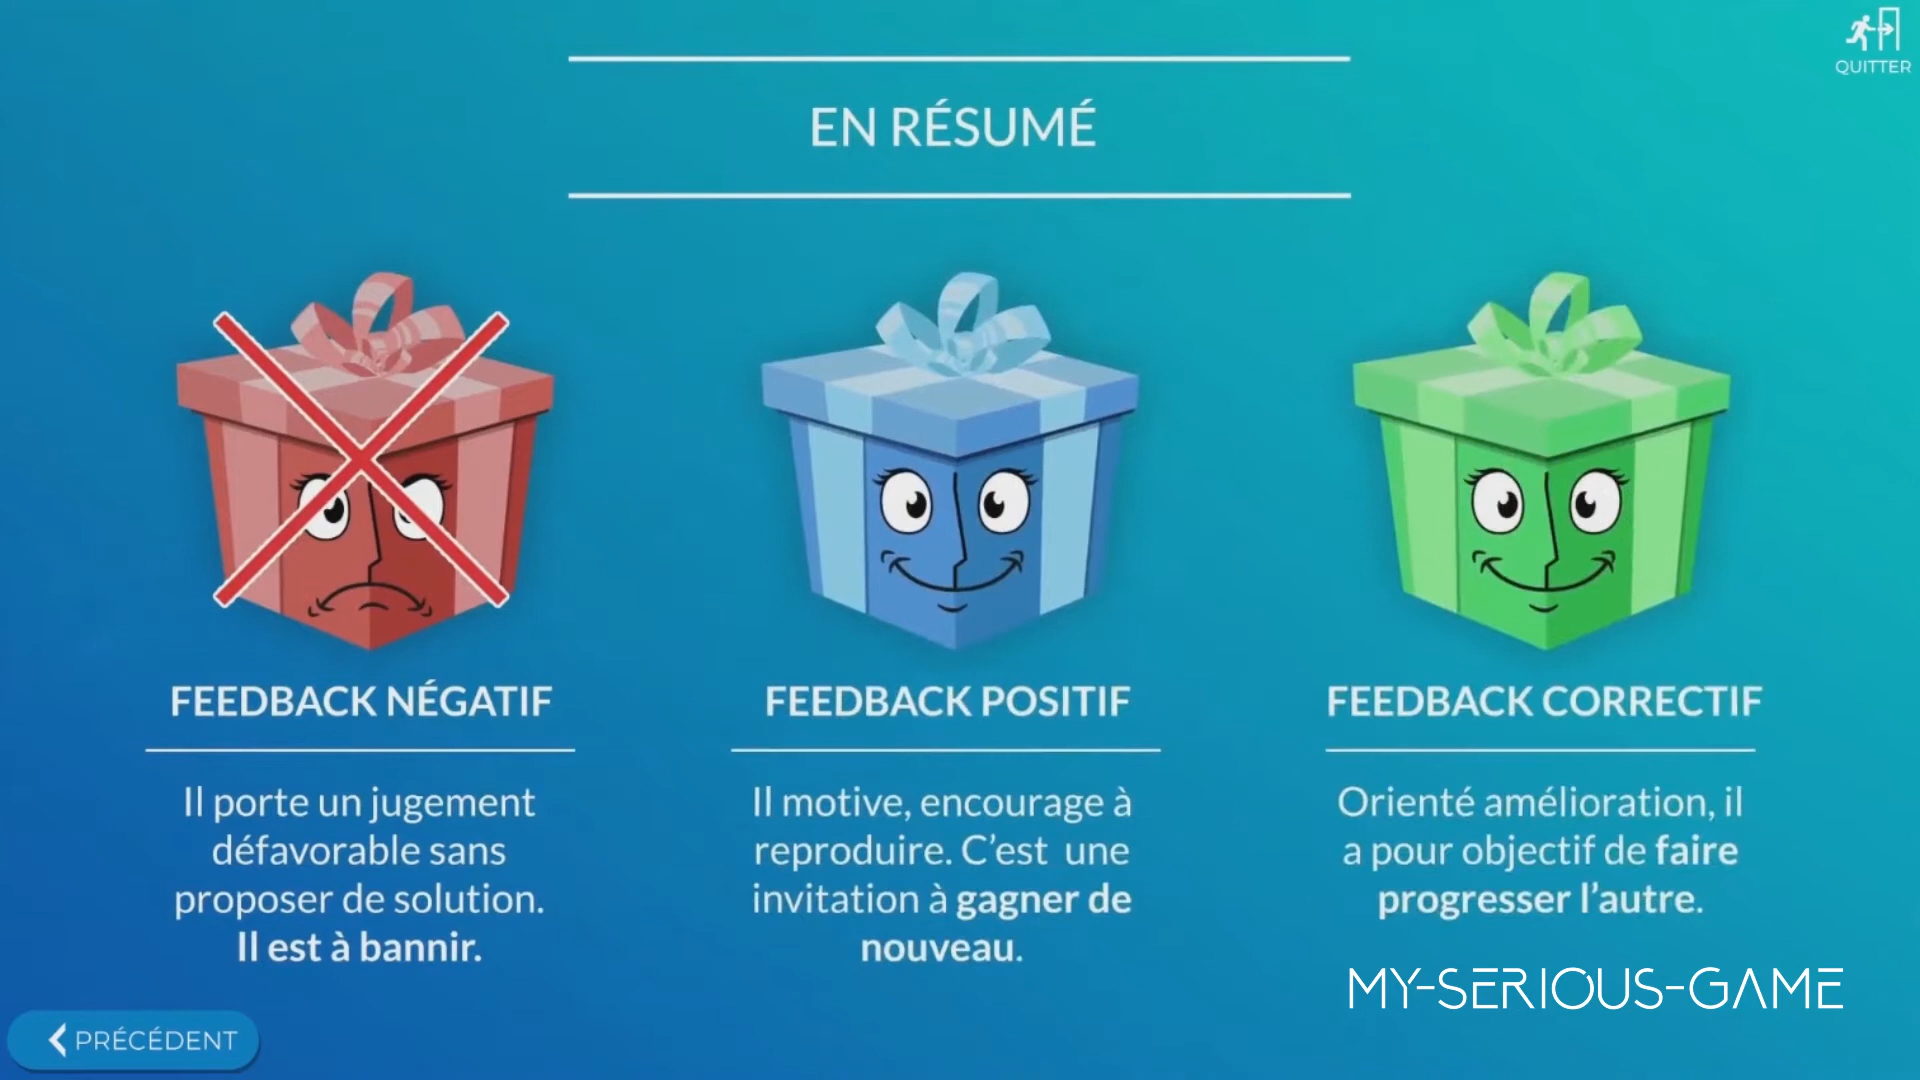 QUITTER
EN RÉSUMÉ
FEEDBACK NÉGATIF
Il porte un jugement
défavorable sans
proposer de solution.
Il est à bannir.
FEEDBACK POSITIF
Il motive, encourage à
reproduire. C’est une
invitation à gagner de
nouveau.
FEEDBACK CORRECTIF
Orienté amélioration, il
a pour objectif de faire
progresser l’autre.
MY-SERIOUS-GAME
PRÉCÉDENT